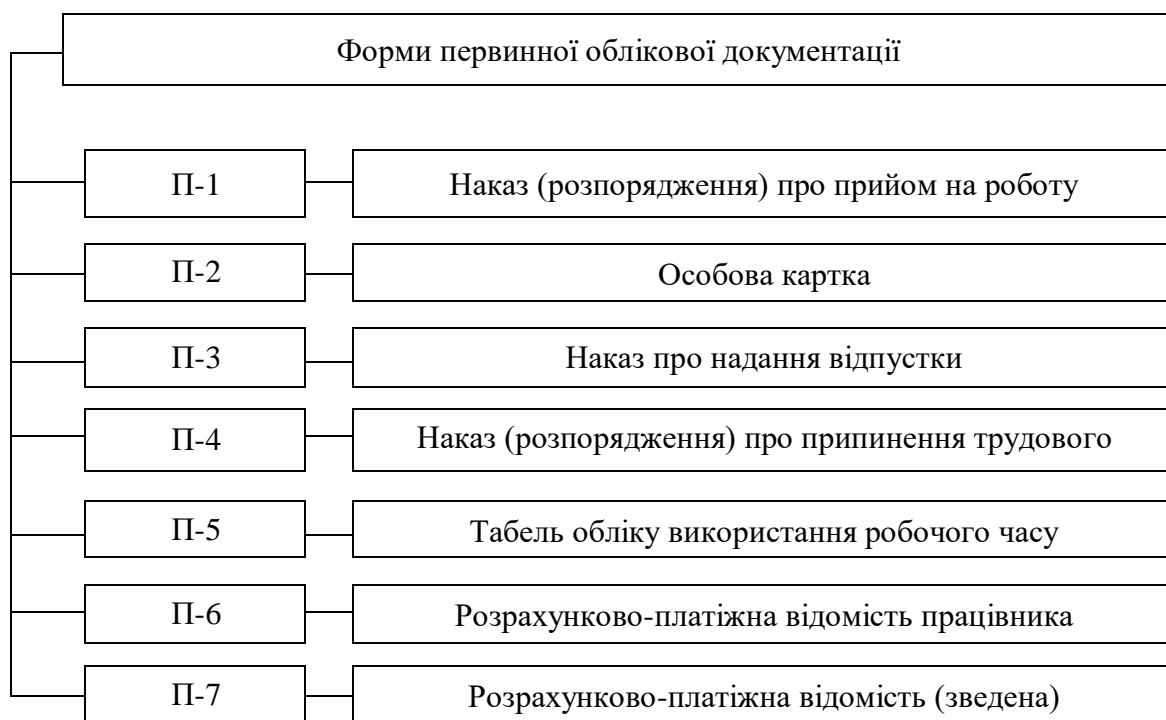 Форми первинної облікової документації
П-1 Наказ (розпорядження) про прийом на роботу
П-2 Особова картка
П-3 Наказ про надання відпустки
П-4 Наказ (розпорядження) про припинення трудового
П-5 Табель обліку використання робочого часу
П-6 Розрахунково-платіжна відомість працівника
П-7 Розрахунково-платіжна відомість (зведена)